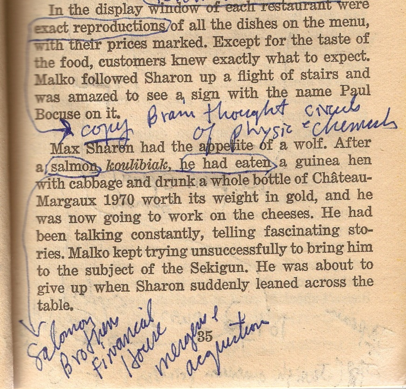 In the display window of each restaurant were
exact reproductions of all the dishes on the menu,
with their prices marked. Except for the taste of
the food, customers knew exactly what to expect.
Malko followed Sharon up a flight of stairs and
was amazed to see a sign with the name Paul
Bocuse on it.
copy Bram thought
of Physic + Chemicals
Max Sharon had the appetite of a wolf. After
a salmon koulibiak, he had eaten a guinea hen
with cabbage and drunk a whole bottle of Château-
Margaux 1970 worth its weight in gold, and he
was now going to work on the cheeses. He had
been talking constantly, telling fascinating sto-
ries. Malko kept trying unsuccessfully to bring him
to the subject of the Sekigun. He was about to
give up when Sharon suddenly leaned across the
table.
35
Salomon
Brothers
Financial
House
mergers &
acquistion